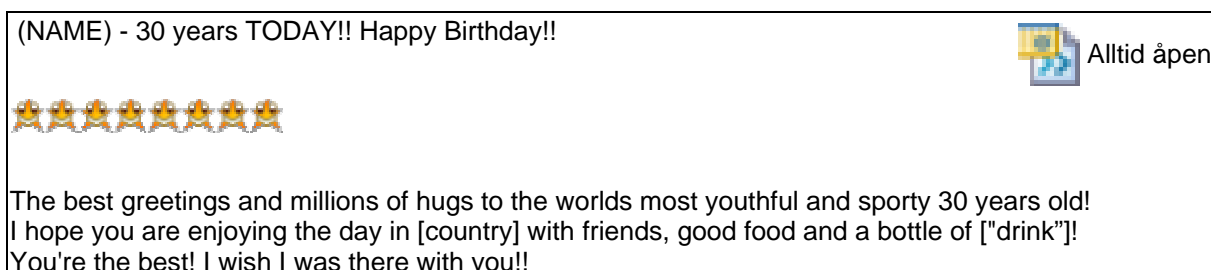 (NAME) - 30 years TODAY!! Happy Birthday!!
Alltid åpen
The best greetings and millions of hugs to the worlds most youthful and sporty 30 years old!
I hope you are enjoying the day in [country] with friends, good food and a bottle of ["drink”]!
You're the best! I wish I was there with you!!